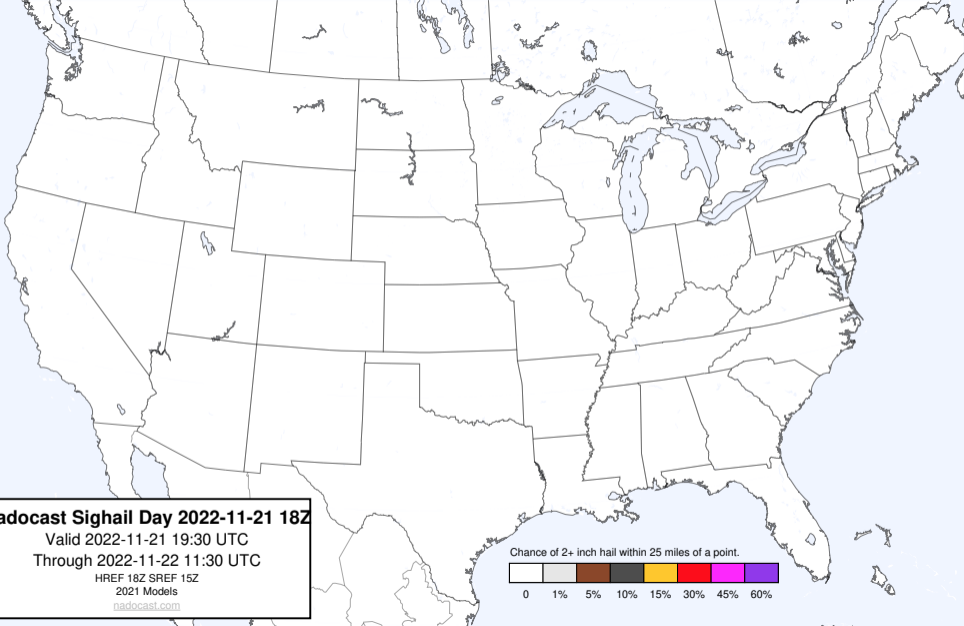 adocast Sighail Day 2022-11-21 18Z
Valid 2022-11-21 19:30 UTC
Through 2022-11-22 11:30 UTC
HREF 18Z SREF 15Z
2021 Models
nadocast.com
Chance of 2+ inch hail within 25 miles of a point.
0 1% 5% 10% 15% 30% 45% 60%